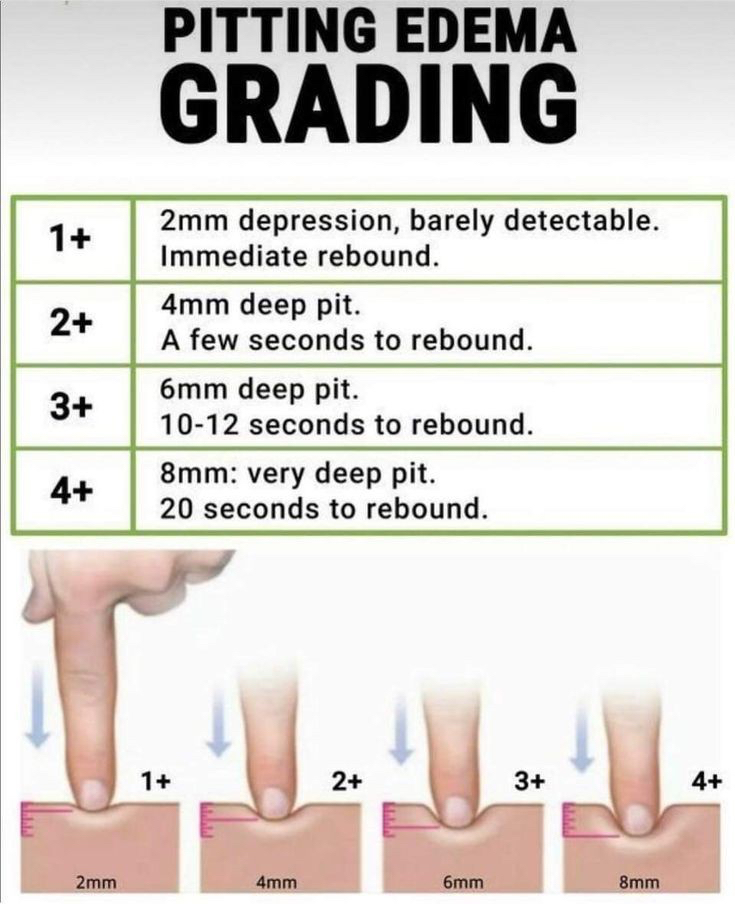 PITTING EDEMA
GRADING
1+
2mm depression, barely detectable.
Immediate rebound.
2+
4mm deep pit.
A few seconds to rebound.
3+
6mm deep pit.
10-12 seconds to rebound.
4+
8mm: very deep pit.
20 seconds to rebound.
1+
2+
3+
4+
2mm
4mm
6mm
8mm